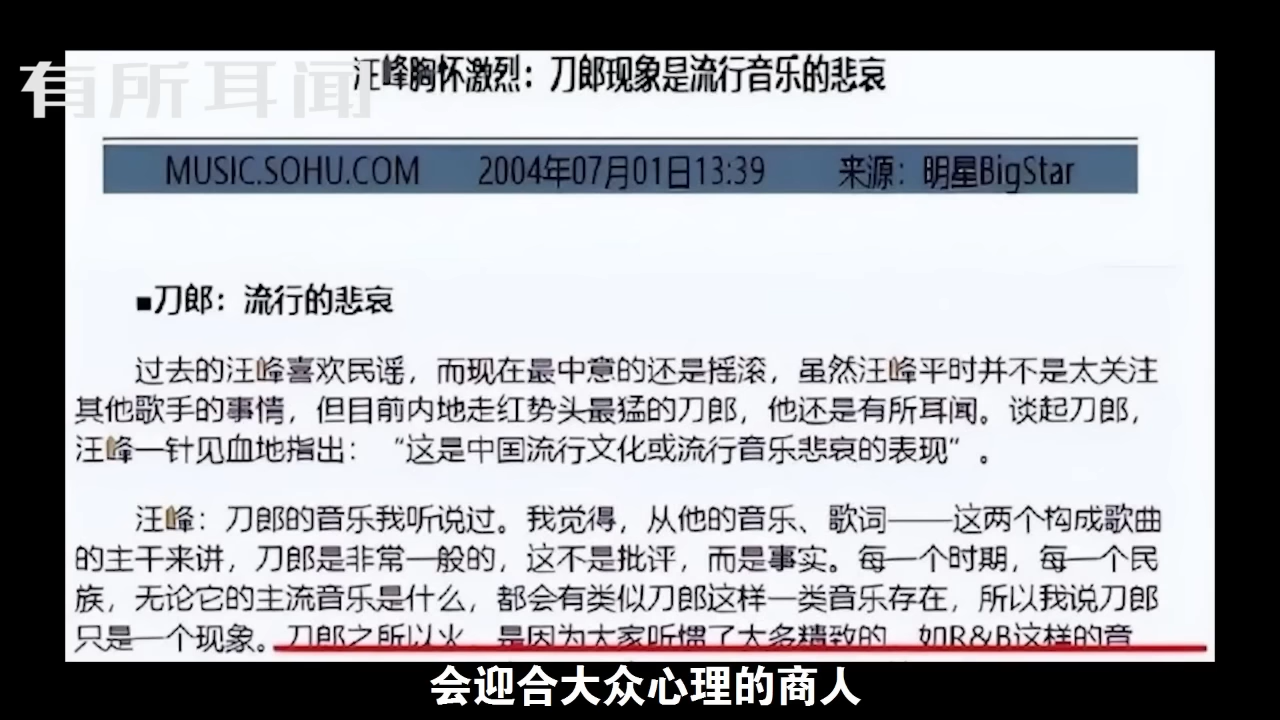 有所耳闻
汪峰胸怀激烈：刀郎现象是流行音乐的悲哀
MUSIC.SOHU.COM 2004年07月01日13:39 来源：明星BigStar
■刀郎：流行的悲哀
过去的汪峰喜欢民谣，而现在最中意的还是摇滚，虽然汪峰平时并不是太关注
其他歌手的事情，但目前内地走红势头最猛的刀郎，他还是有所耳闻。谈起刀郎，
汪峰一针见血地指出：“这是中国流行文化或流行音乐悲哀的表现”。
汪峰：刀郎的音乐我听说过。我觉得，从他的音乐、歌词——这两个构成歌曲
的主干来讲，刀郎是非常一般的，这不是批评，而是事实。每一个时期，每一个民
族，无论它的主流音乐是什么，都会有类似刀郎这样一类音乐存在，所以我说刀郎
只是一个现象。刀郎之所以火，是因为大家听惯了太多精致的、如R&B这样的音
会迎合大众心理的商人